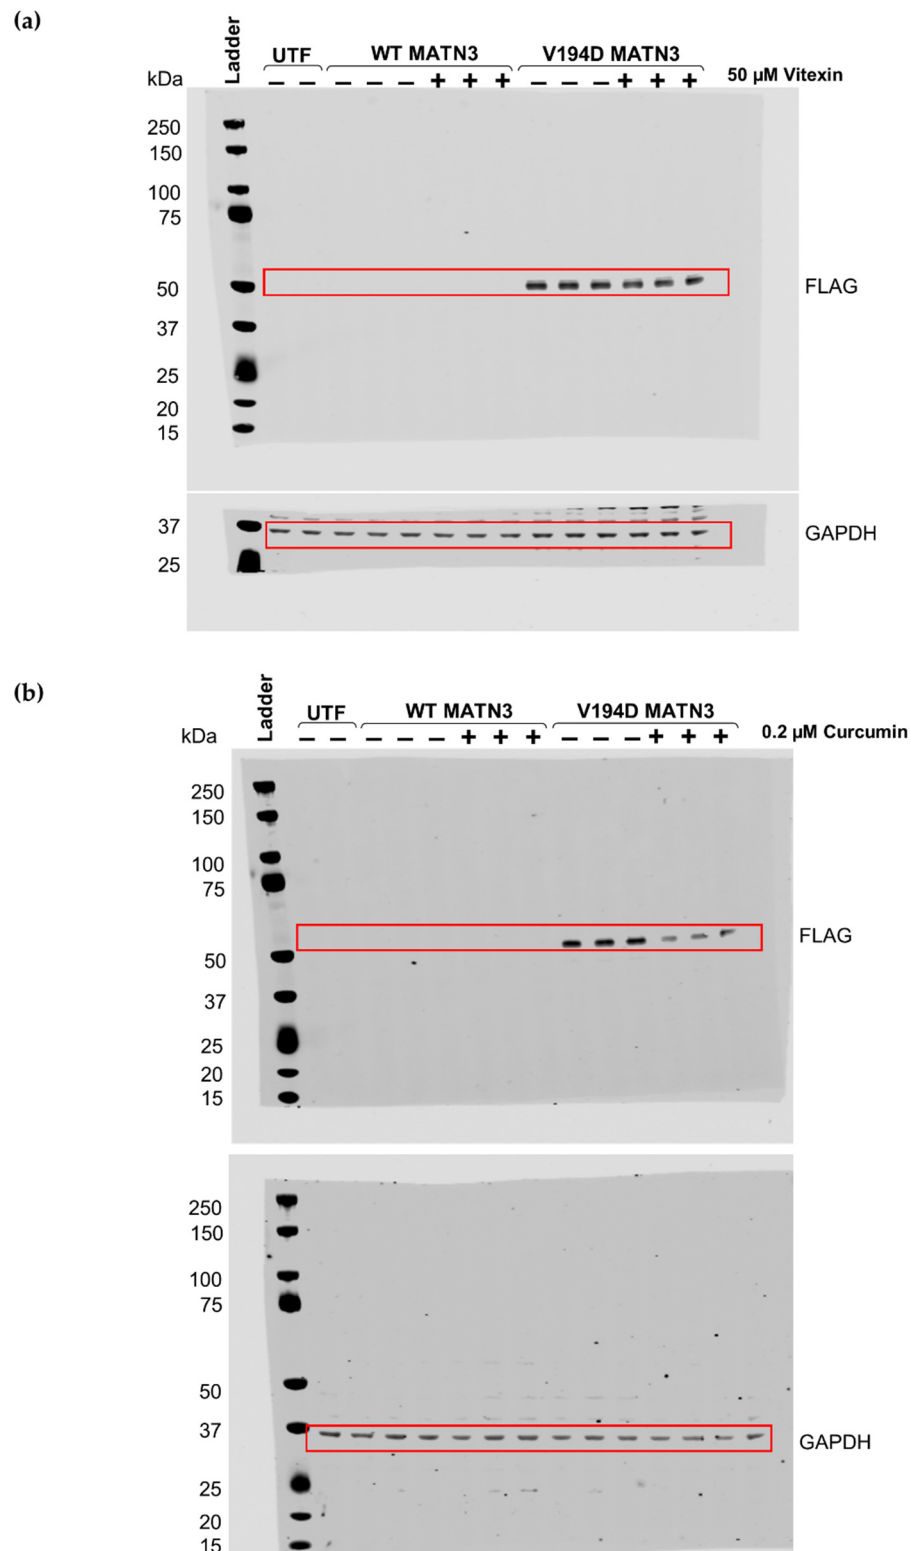 (a)
Ladder
UTF WT MATN3 V194D MATN3
kDa − − − − − + + + − − − + + + 50 µM Vitexin
250
150
100
75
50 FLAG
37
25
20
15
37 GAPDH
25
(b)
Ladder
UTF WT MATN3 V194D MATN3
kDa − − − − − + + + − − − + + + 0.2 µM Curcumin
250
150
100
75
FLAG
50
37
25
20
15
250
150
100
75
50
37 GAPDH
25
20
15